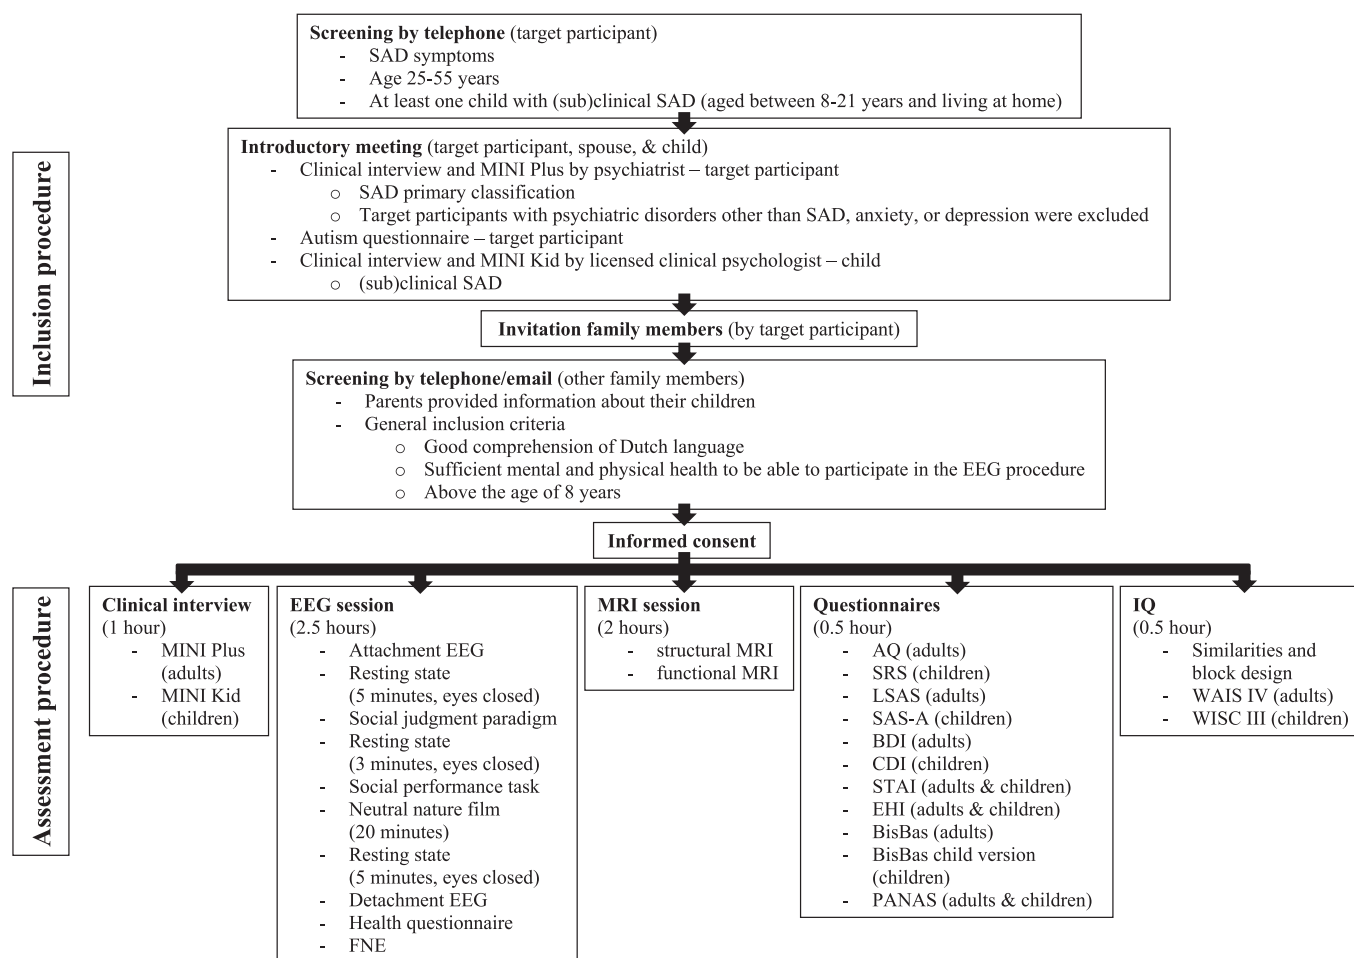 Inclusion procedure
Screening by telephone (target participant)
- SAD symptoms
- Age 25-55 years
- At least one child with (sub)clinical SAD (aged between 8-21 years and living at home)
Introductory meeting (target participant, spouse, & child)
- Clinical interview and MINI Plus by psychiatrist – target participant
o SAD primary classification
o Target participants with psychiatric disorders other than SAD, anxiety, or depression were excluded
- Autism questionnaire – target participant
- Clinical interview and MINI Kid by licensed clinical psychologist – child
o (sub)clinical SAD
Invitation family members (by target participant)
Screening by telephone/email (other family members)
- Parents provided information about their children
- General inclusion criteria
o Good comprehension of Dutch language
o Sufficient mental and physical health to be able to participate in the EEG procedure
o Above the age of 8 years
Informed consent
Assessment procedure
Clinical interview
(1 hour)
- MINI Plus
(adults)
- MINI Kid
(children)
EEG session
(2.5 hours)
- Attachment EEG
- Resting state
(5 minutes, eyes closed)
- Social judgment paradigm
- Resting state
(3 minutes, eyes closed)
- Social performance task
- Neutral nature film
(20 minutes)
- Resting state
(5 minutes, eyes closed)
- Detachment EEG
- Health questionnaire
- FNE
MRI session
(2 hours)
- structural MRI
- functional MRI
Questionnaires
(0.5 hour)
- AQ (adults)
- SRS (children)
- LSAS (adults)
- SAS-A (children)
- BDI (adults)
- CDI (children)
- STAI (adults & children)
- EHI (adults & children)
- BisBas (adults)
- BisBas child version
(children)
- PANAS (adults & children)
IQ
(0.5 hour)
- Similarities and
block design
- WAIS IV (adults)
- WISC III (children)